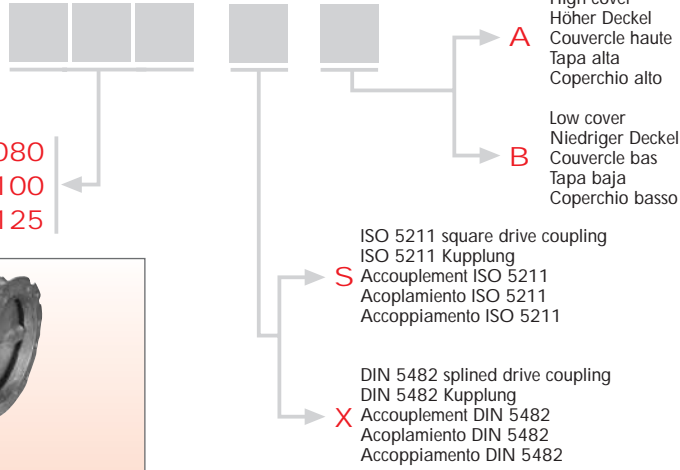 High cover
Höher Deckel
A Couvercle haute
Tapa alta
Coperchio alto
Low cover
Niedriger Deckel
B Couvercle bas
Tapa baja
Coperchio basso
080
100
125
ISO 5211 square drive coupling
ISO 5211 Kupplung
S Accouplement ISO 5211
Acoplamiento ISO 5211
Accoppiamento ISO 5211
DIN 5482 splined drive coupling
DIN 5482 Kupplung
X Accouplement DIN 5482
Acoplamiento DIN 5482
Accoppiamento DIN 5482